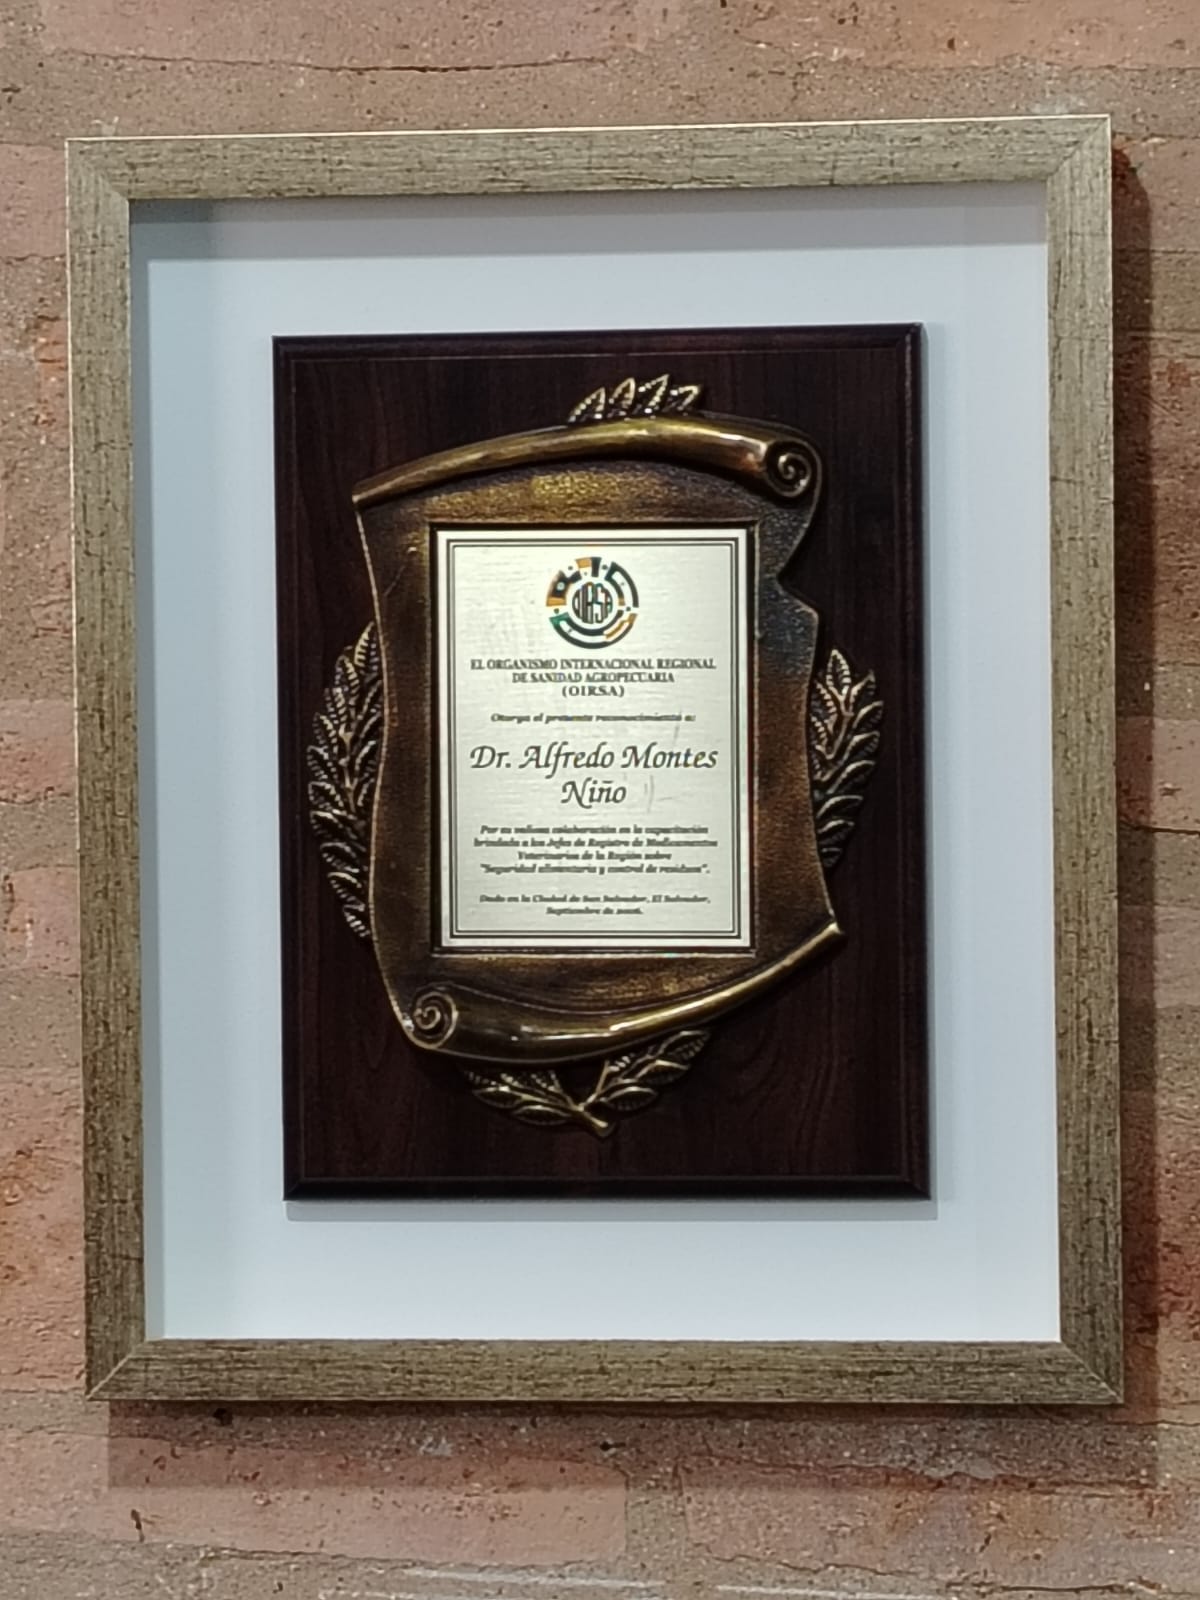 OIRSA
EL ORGANISMO INTERNACIONAL REGIONAL
DE SANIDAD AGROPECUARIA
(OIRSA)
Otorga el presente reconocimiento a:
Dr. Alfredo Montes
Niño
Por su valiosa colaboración en la capacitación
brindada a los Jefes de Registro de Medicamentos
Veterinarios de la Región sobre
"Seguridad alimentaria y control de residuos".
Dado en la Ciudad de San Salvador, El Salvador,
Septiembre de